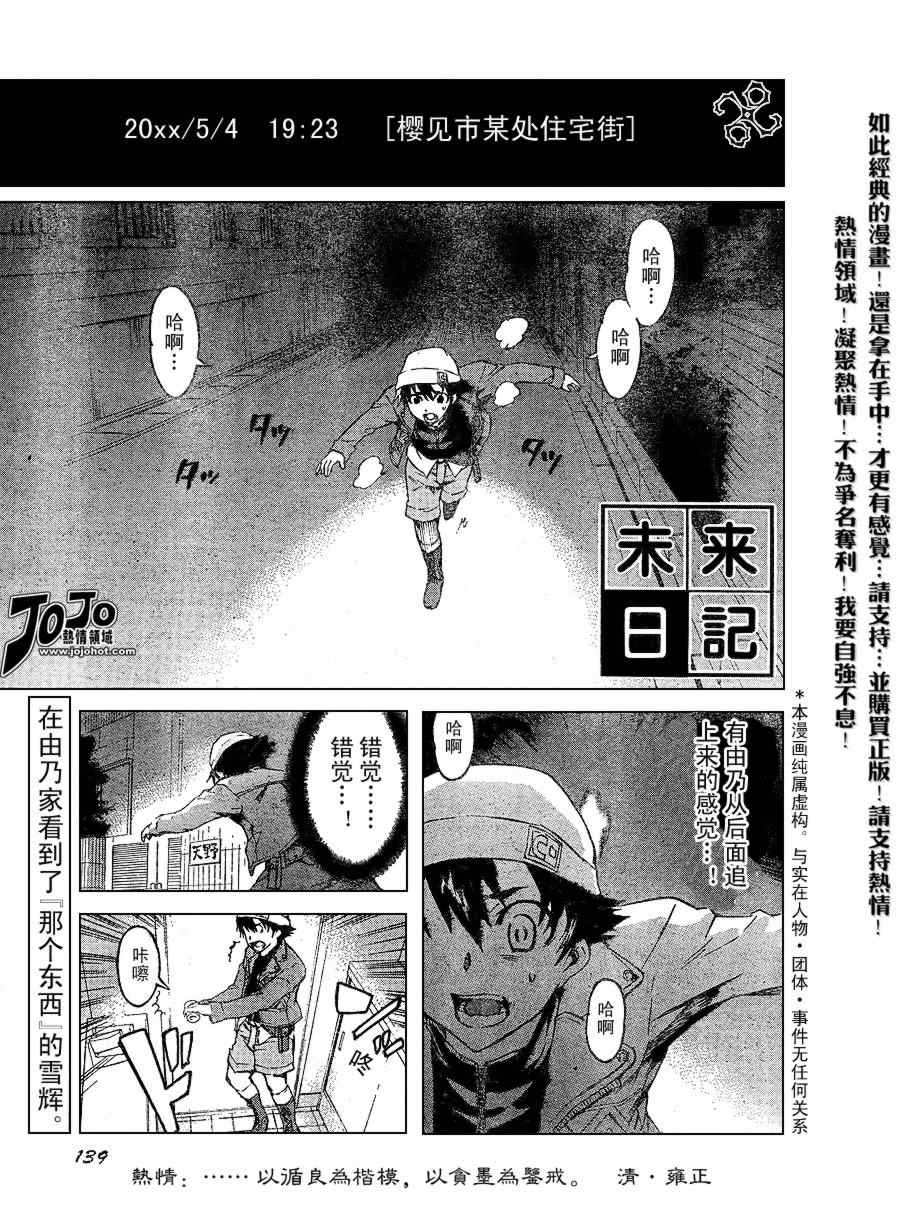 20xx/5/4 19:23 [樱见市某处住宅街]
哈啊…
哈啊
哈啊…
タッ
タッ
タッ
未来
日記
JOJO
熱情領域
www.jojohot.com
有由乃从后面追
上来的感觉…！
哈啊
哈啊
错觉……
错觉…！
天野
咔嚓
咚
在由乃家看到了『那个东西』的雪辉。
*本漫画纯属虚构。与实在人物・团体・事件无任何关系
如此經典的漫畫！還是拿在手中…才更有感覺…請支持…並購買正版！請支持熱情！
熱情領域！凝聚熱情！不為爭名奪利！我要自強不息！
139
熱情：……以循良為楷模，以貪墨為鑒戒。 清・雍正